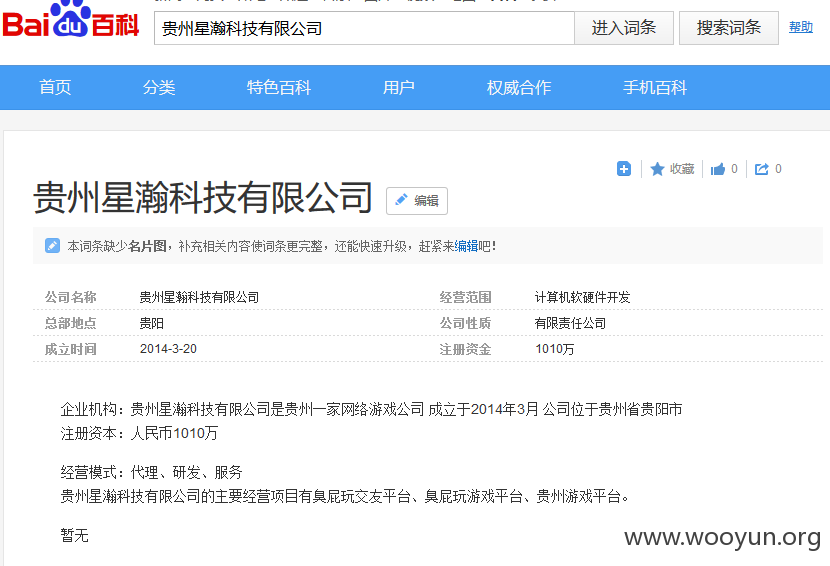 Bai du 百科
贵州星瀚科技有限公司 进入词条 搜索词条 帮助
首页 分类 特色百科 用户 权威合作 手机百科
收藏 0 0
贵州星瀚科技有限公司 编辑
本词条缺少名片图，补充相关内容使词条更完整，还能快速升级，赶紧来编辑吧！
公司名称 贵州星瀚科技有限公司 经营范围 计算机软硬件开发
总部地点 贵阳 公司性质 有限责任公司
成立时间 2014-3-20 注册资金 1010万
企业机构：贵州星瀚科技有限公司是贵州一家网络游戏公司 成立于2014年3月 公司位于贵州省贵阳市
注册资本：人民币1010万
经营模式：代理、研发、服务
贵州星瀚科技有限公司的主要经营项目有臭屁玩交友平台、臭屁玩游戏平台、贵州游戏平台。
暂无
www.wooyun.org